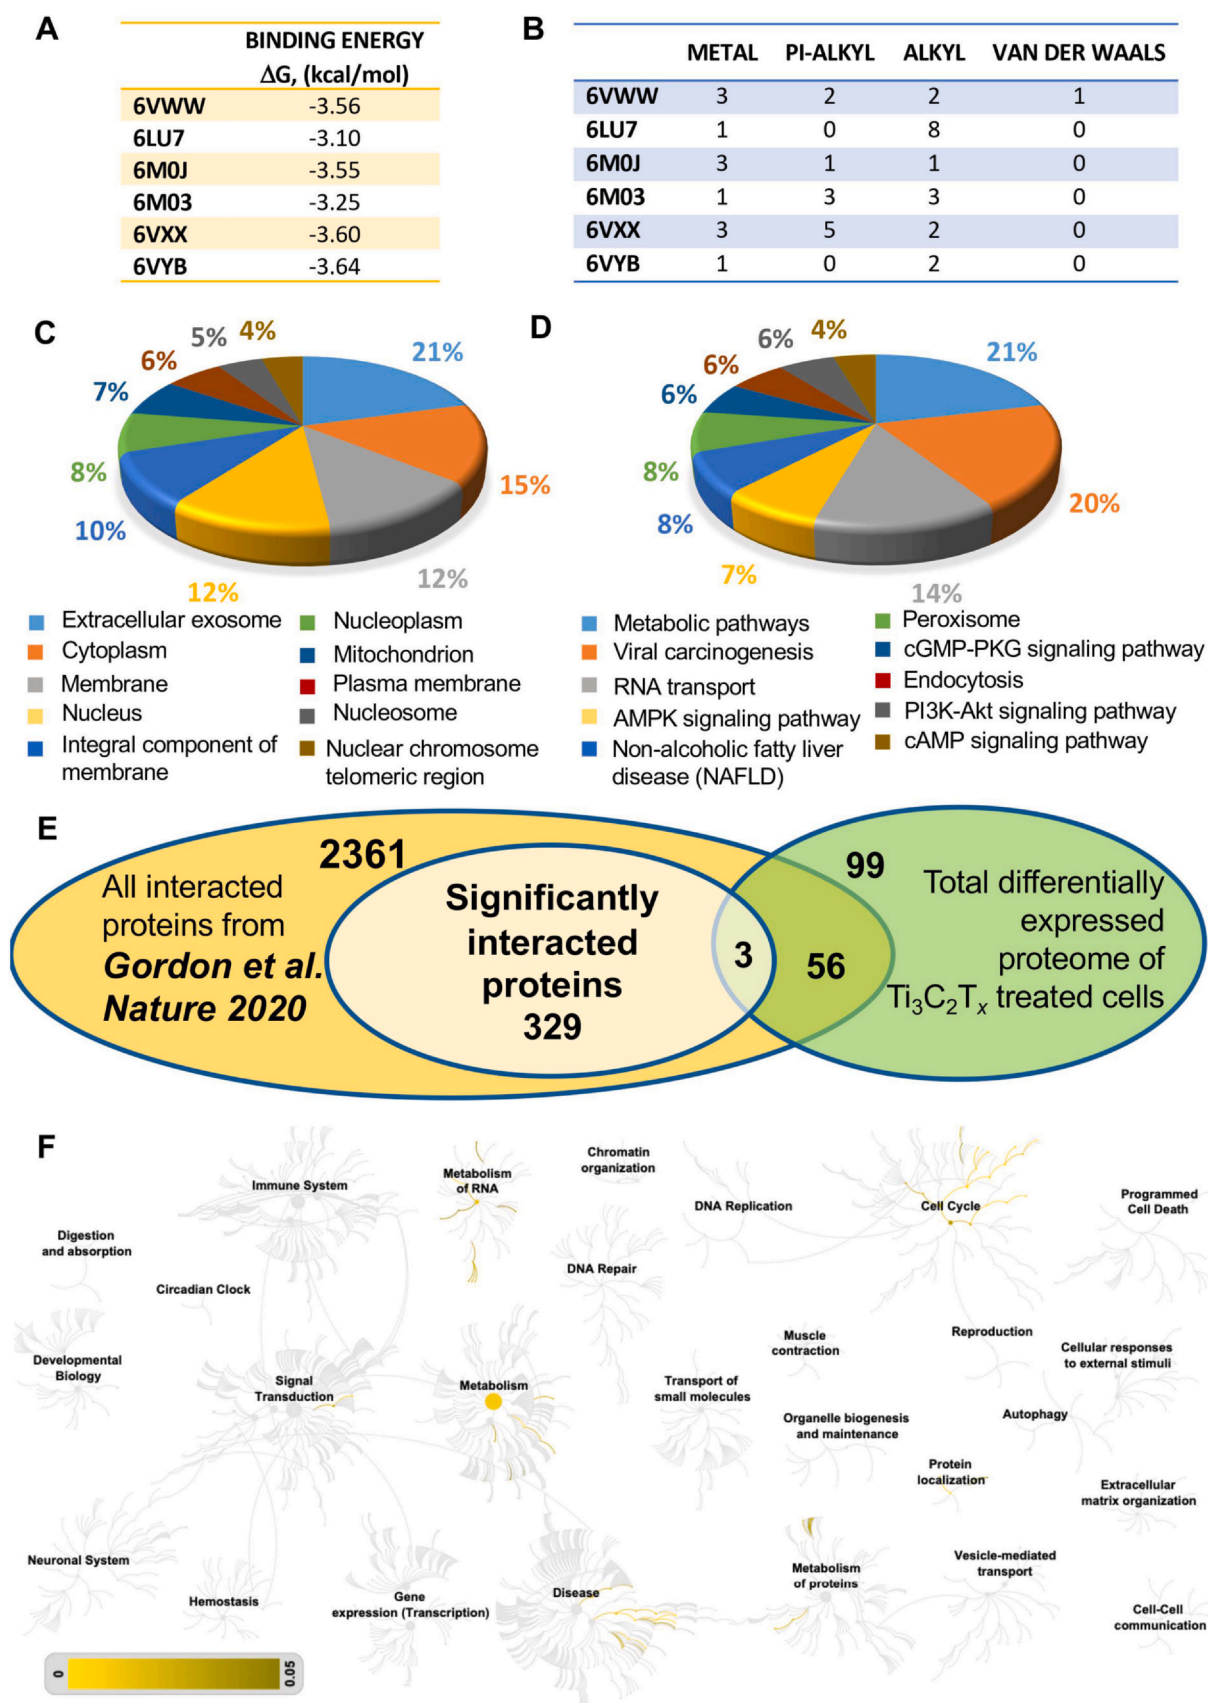 A
BINDING ENERGY
ΔG, (kcal/mol)
6VWW -3.56
6LU7 -3.10
6M0J -3.55
6M03 -3.25
6VXX -3.60
6VYB -3.64
B
METAL PI-ALKYL ALKYL VAN DER WAALS
6VWW 3 2 2 1
6LU7 1 0 8 0
6M0J 3 1 1 0
6M03 1 3 3 0
6VXX 3 5 2 0
6VYB 1 0 2 0
C
21%
15%
12%
12%
10%
8%
7%
6%
5%
4%
Extracellular exosome
Cytoplasm
Membrane
Nucleus
Integral component of
membrane
Nucleoplasm
Mitochondrion
Plasma membrane
Nucleosome
Nuclear chromosome
telomeric region
D
21%
20%
14%
7%
8%
8%
6%
6%
6%
4%
Metabolic pathways
Viral carcinogenesis
RNA transport
AMPK signaling pathway
Non-alcoholic fatty liver
disease (NAFLD)
Peroxisome
cGMP-PKG signaling pathway
Endocytosis
PI3K-Akt signaling pathway
cAMP signaling pathway
E
2361
All interacted
proteins from
Gordon et al.
Nature 2020
Significantly
interacted
proteins
329
3
56
99
Total differentially
expressed
proteome of
Ti₃C₂Tₓ treated cells
F
Immune System
Metabolism
of RNA
Chromatin
organization
DNA Replication
Cell Cycle
Programmed
Cell Death
Digestion
and absorption
Circadian Clock
DNA Repair
Developmental
Biology
Signal
Transduction
Metabolism
Transport of
small molecules
Muscle
contraction
Reproduction
Cellular responses
to external stimuli
Organelle biogenesis
and maintenance
Autophagy
Protein
localization
Extracellular
matrix organization
Neuronal System
Hemostasis
Gene
expression (Transcription)
Disease
Metabolism
of proteins
Vesicle-mediated
transport
Cell-Cell
communication
0
0.05